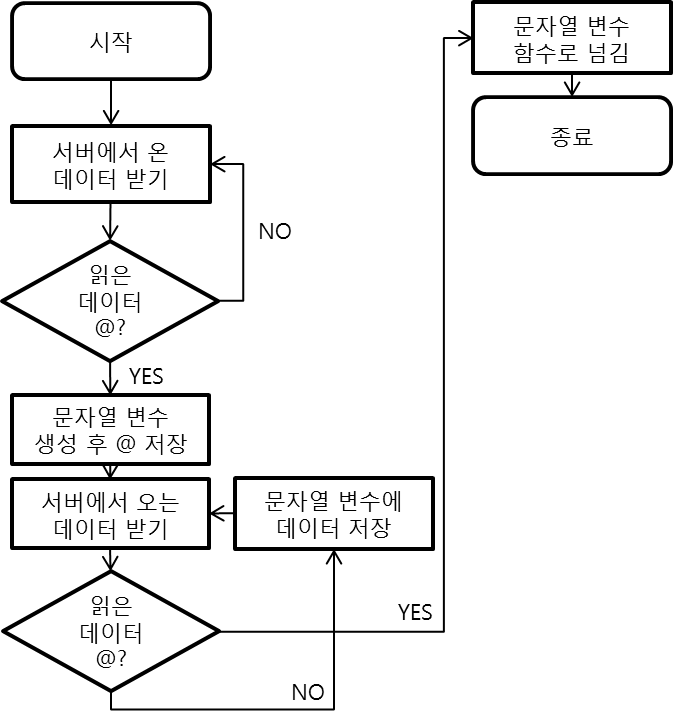 시작
서버에서 온
데이터 받기
NO
읽은
데이터
@?
YES
문자열 변수
생성 후 @ 저장
서버에서 오는
데이터 받기
문자열 변수에
데이터 저장
읽은
데이터
@?
NO
YES
문자열 변수
함수로 넘김
종료